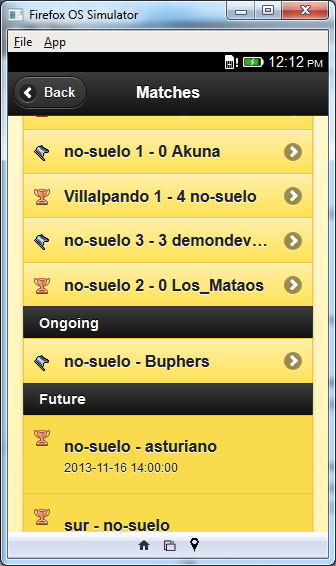 Firefox OS Simulator
File App
12:12 PM
Back
Matches
no-suelo 1 - 0 Akuna
Villalpando 1 - 4 no-suelo
no-suelo 3 - 3 demondev…
no-suelo 2 - 0 Los_Mataos
Ongoing
no-suelo - Buphers
Future
no-suelo - asturiano
2013-11-16 14:00:00
sur - no-suelo